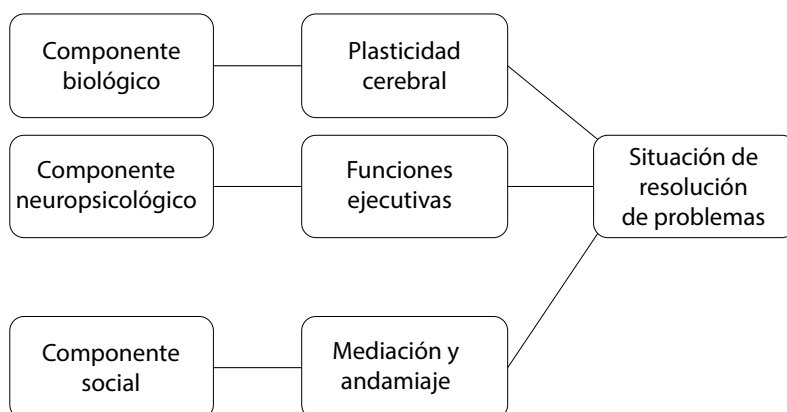 Componente
biológico
Plasticidad
cerebral
Componente
neuropsicológico
Funciones
ejecutivas
Situación de
resolución
de problemas
Componente
social
Mediación y
andamiaje